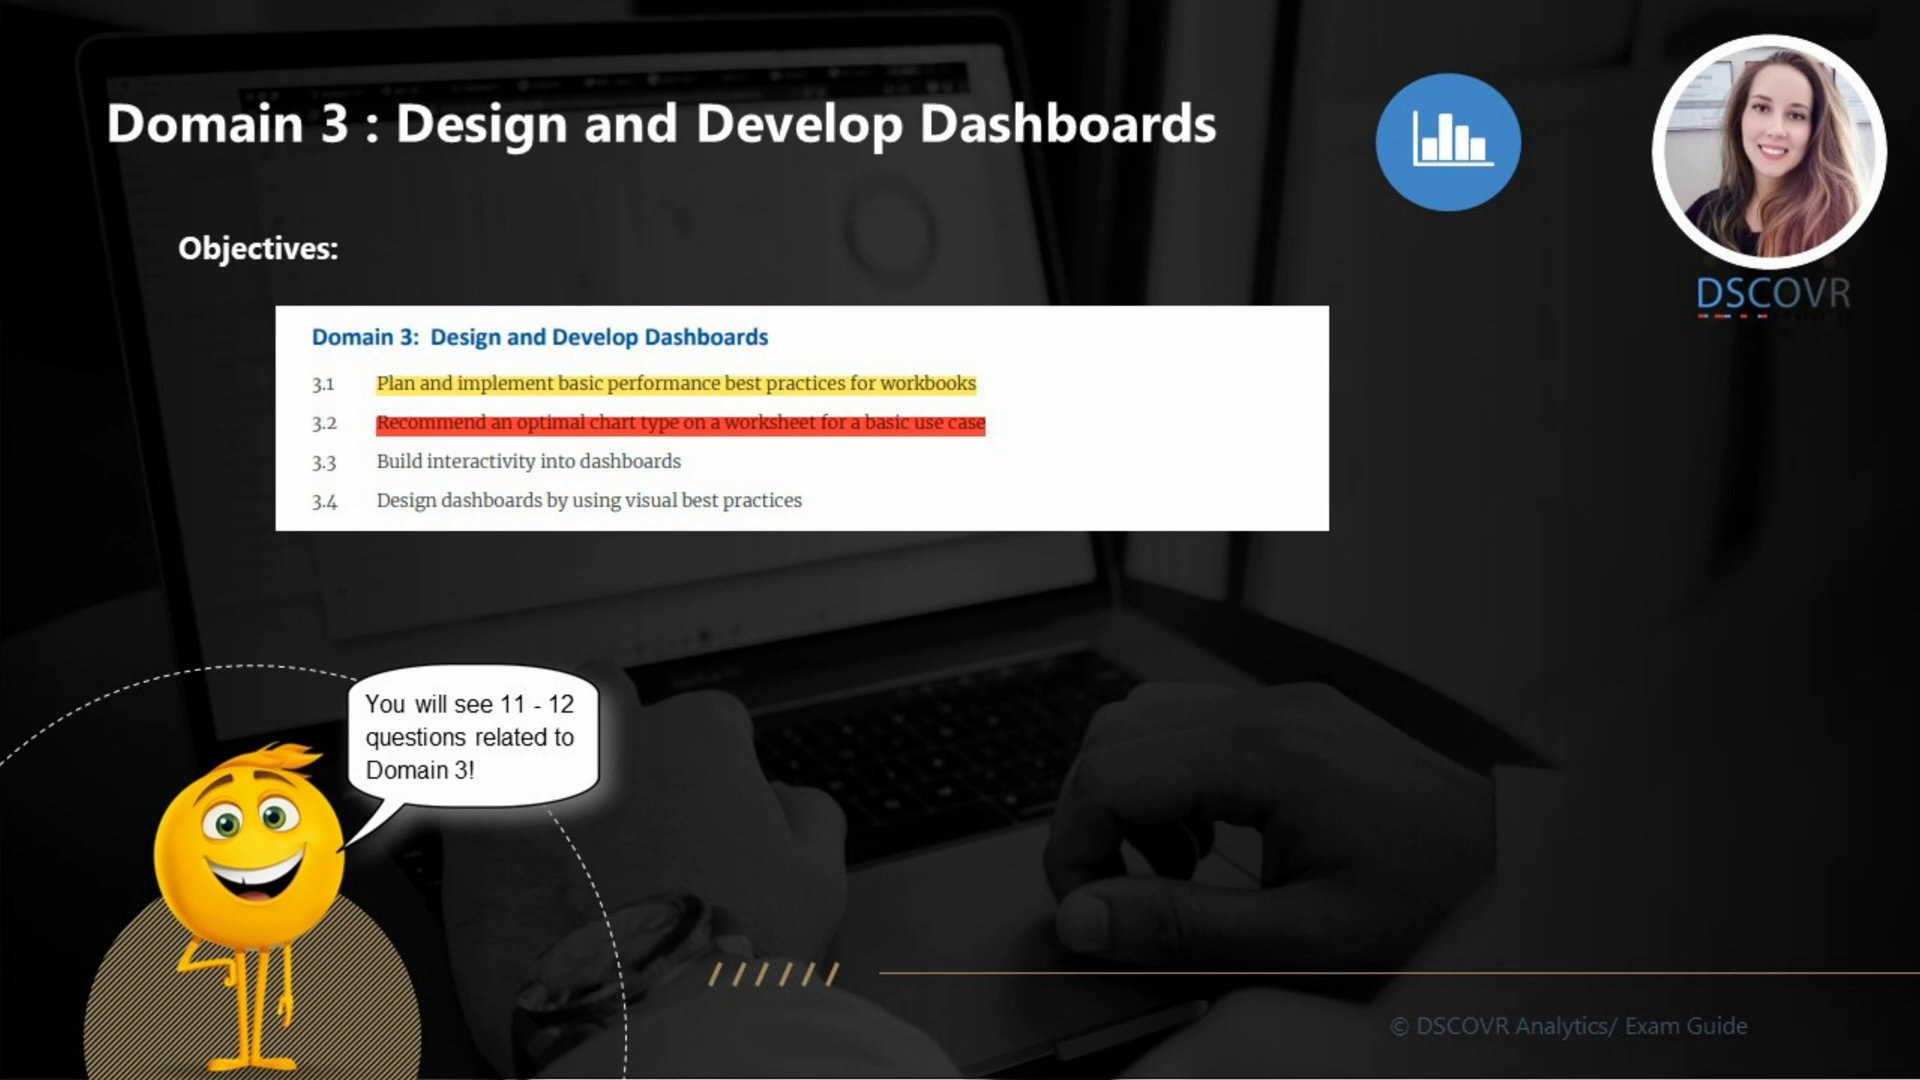 Domain 3 : Design and Develop Dashboards
DSCOVR
Objectives:
Domain 3: Design and Develop Dashboards
3.1 Plan and implement basic performance best practices for workbooks
3.2 Recommend an optimal chart type on a worksheet for a basic use case
3.3 Build interactivity into dashboards
3.4 Design dashboards by using visual best practices
You will see 11 - 12
questions related to
Domain 3!
© DSCOVR Analytics/ Exam Guide